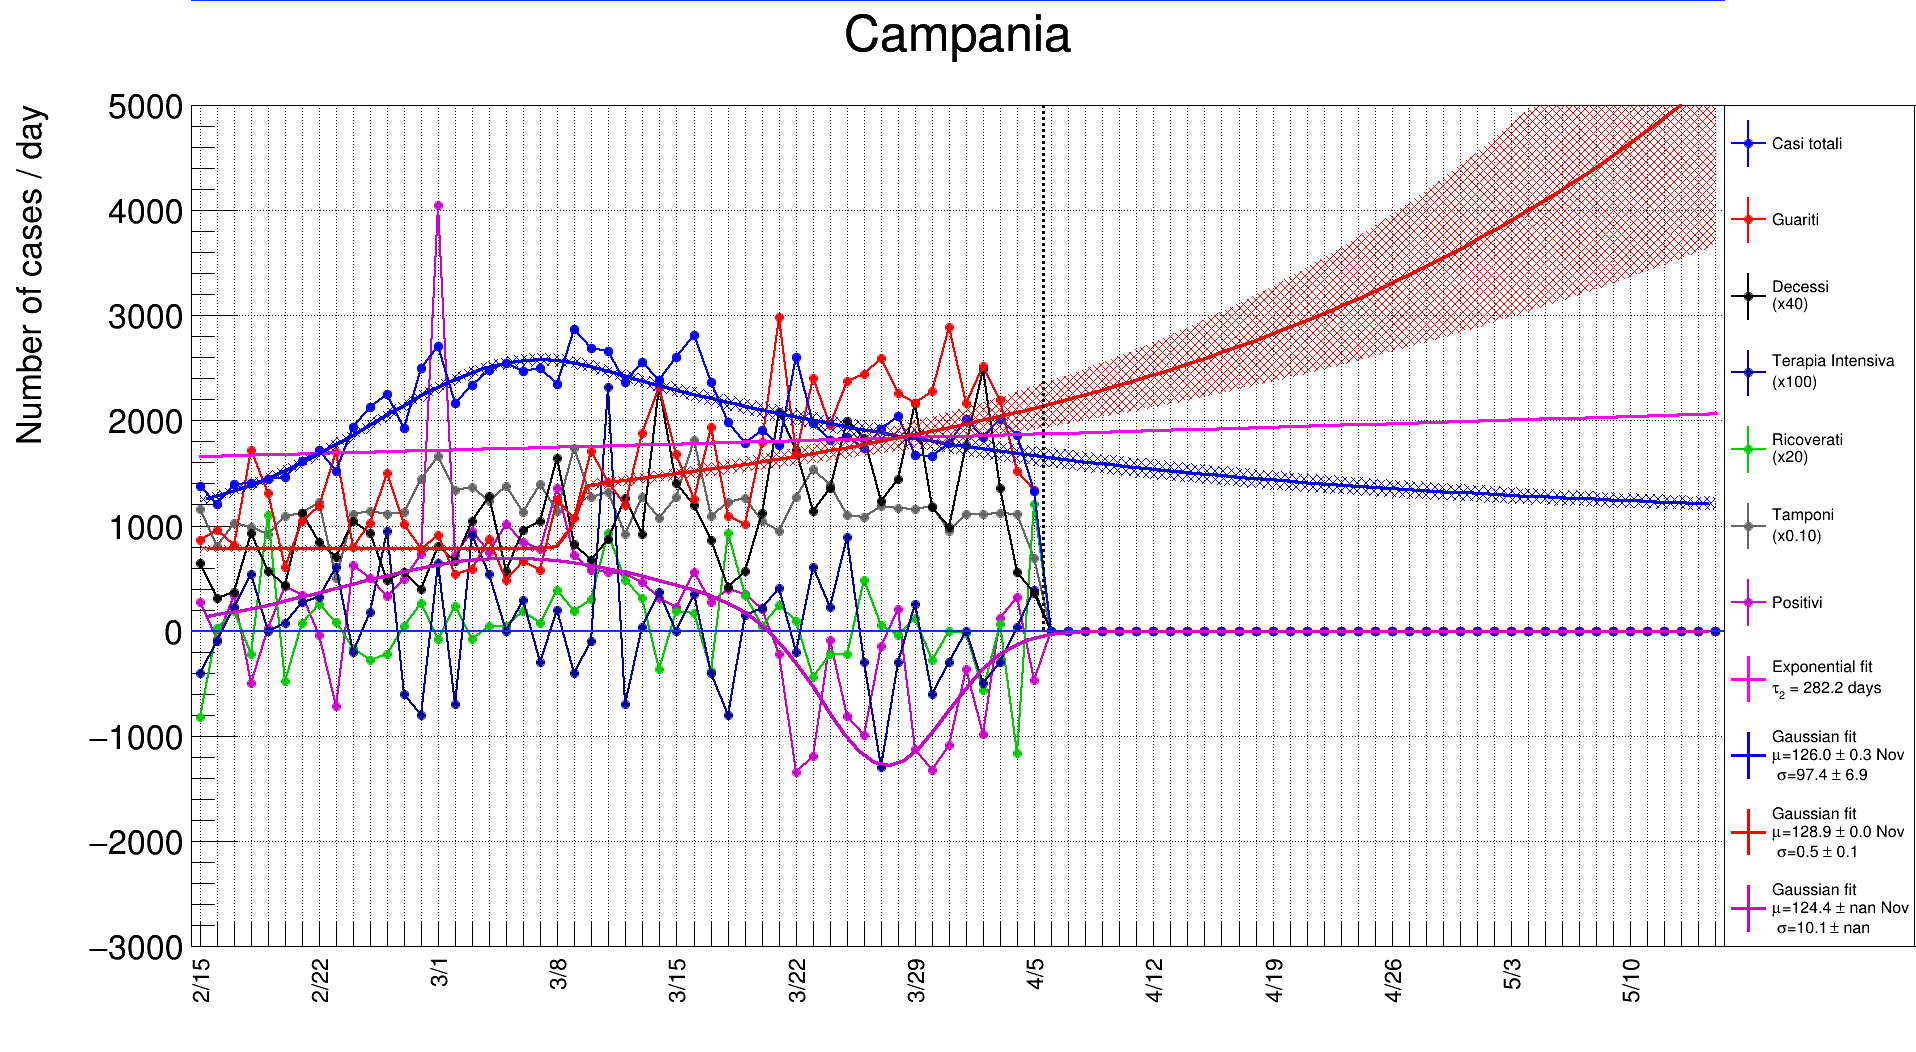 Campania
Number of cases / day
5000
4000
3000
2000
1000
0
−1000
−2000
−3000
2/15
2/22
3/1
3/8
3/15
3/22
3/29
4/5
4/12
4/19
4/26
5/3
5/10
Casi totali
Guariti
Decessi
(x40)
Terapia Intensiva
(x100)
Ricoverati
(x20)
Tamponi
(x0.10)
Positivi
Exponential fit
τ2 = 282.2 days
Gaussian fit
μ=126.0 ± 0.3 Nov
σ=97.4 ± 6.9
Gaussian fit
μ=128.9 ± 0.0 Nov
σ=0.5 ± 0.1
Gaussian fit
μ=124.4 ± nan Nov
σ=10.1 ± nan